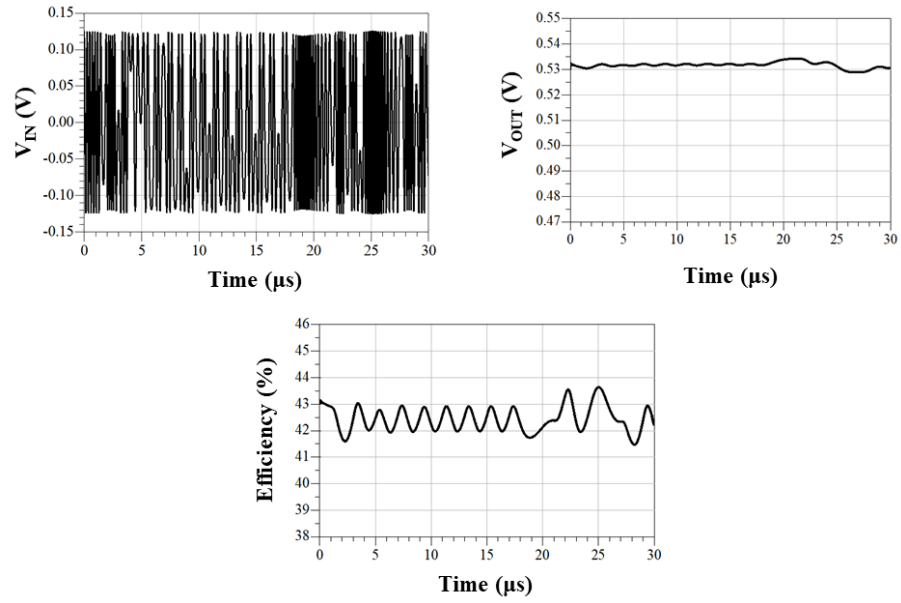 0.15
0.10
0.05
0.00
-0.05
-0.10
-0.15
V_IN (V)
0 5 10 15 20 25 30
Time (μs)
0.55
0.54
0.53
0.52
0.51
0.50
0.49
0.48
0.47
V_OUT (V)
0 5 10 15 20 25 30
Time (μs)
46
45
44
43
42
41
40
39
38
Efficiency (%)
0 5 10 15 20 25 30
Time (μs)